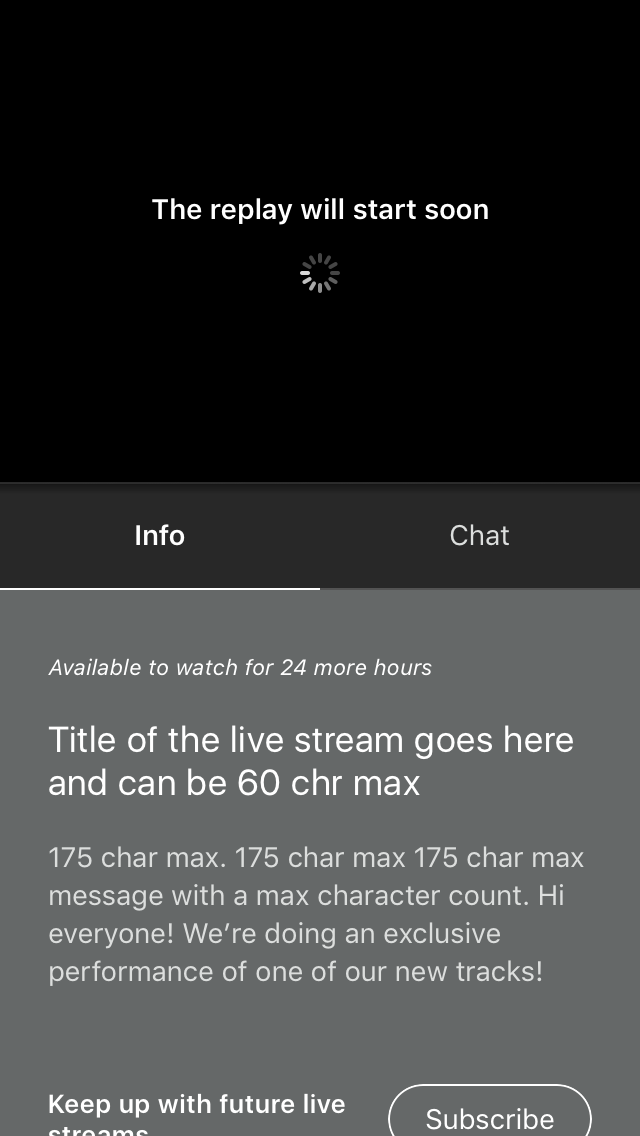 The replay will start soon
Info
Chat
Available to watch for 24 more hours
Title of the live stream goes here
and can be 60 chr max
175 char max. 175 char max 175 char max
message with a max character count. Hi
everyone! We’re doing an exclusive
performance of one of our new tracks!
Keep up with future live
streams
Subscribe